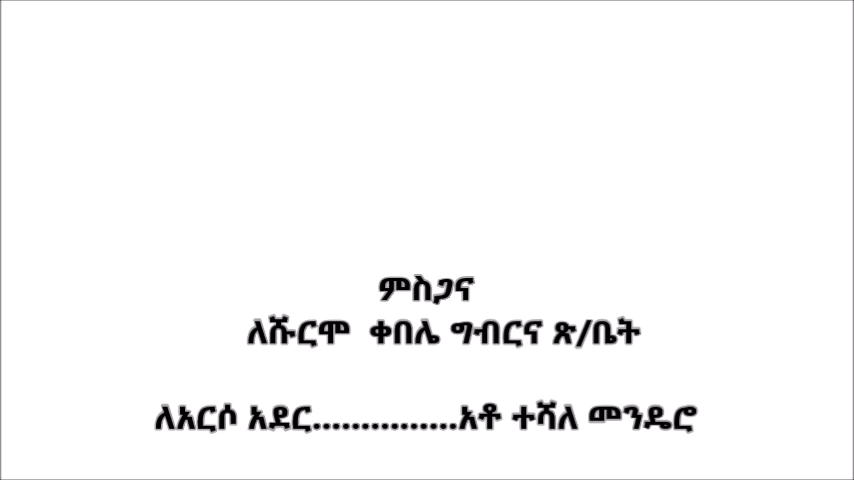 ምስጋና
ለሹርሞ ቀበሌ ግብርና ጽ/ቤት
ለአርሶ አደር...............አቶ ተሻለ መንዴሮ